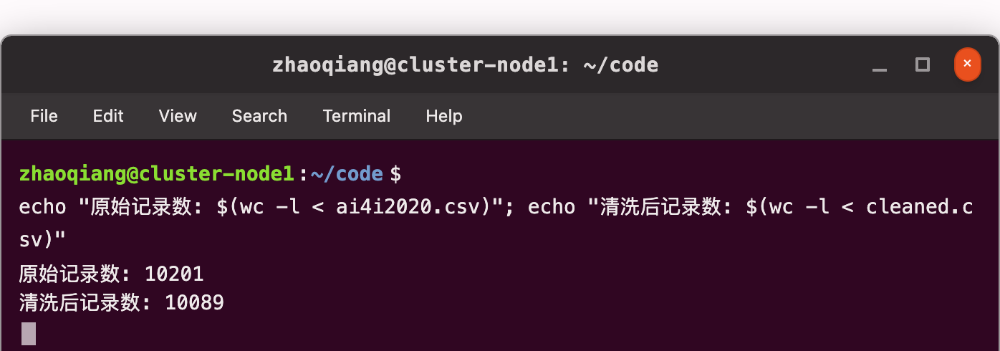 zhaoqiang@cluster-node1: ~/code
File Edit View Search Terminal Help
zhaoqiang@cluster-node1:~/code $
echo "原始记录数: $(wc -l < ai4i2020.csv)"; echo "清洗后记录数: $(wc -l < cleaned.c
sv)"
原始记录数: 10201
清洗后记录数: 10089